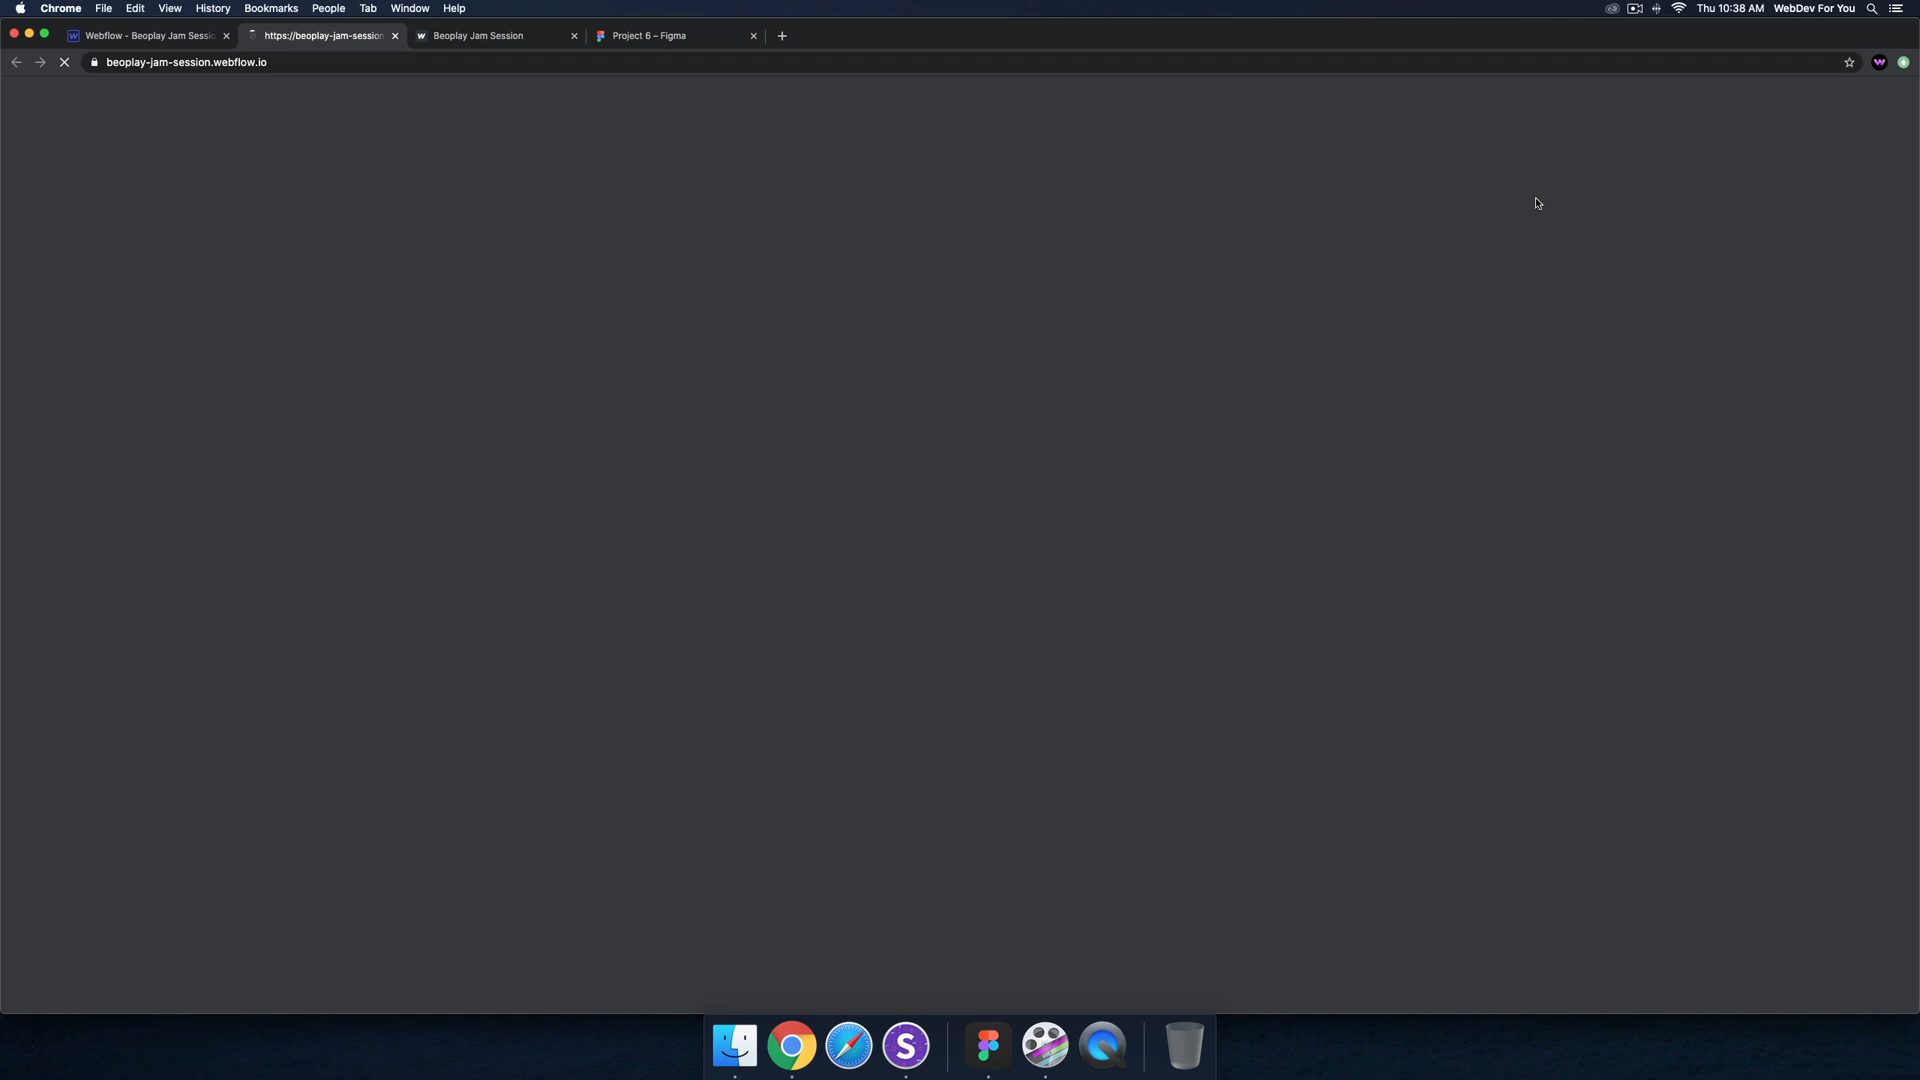 Chrome File Edit View History Bookmarks People Tab Window Help Thu 10:38 AM WebDev For You
Webflow - Beoplay Jam Sessio https://beoplay-jam-session Beoplay Jam Session Project 6 – Figma
beoplay-jam-session.webflow.io